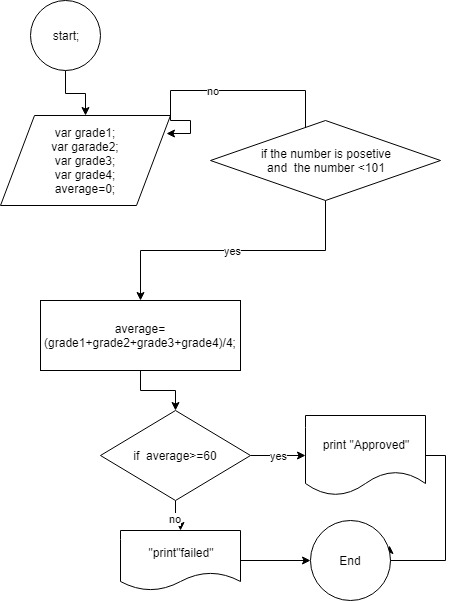 start;
no
var grade1;
var garade2;
var grade3;
var grade4;
average=0;
if the number is posetive
and the number <101
yes
average=
(grade1+grade2+grade3+grade4)/4;
if average>=60
yes
print "Approved"
no
"print"failed"
End